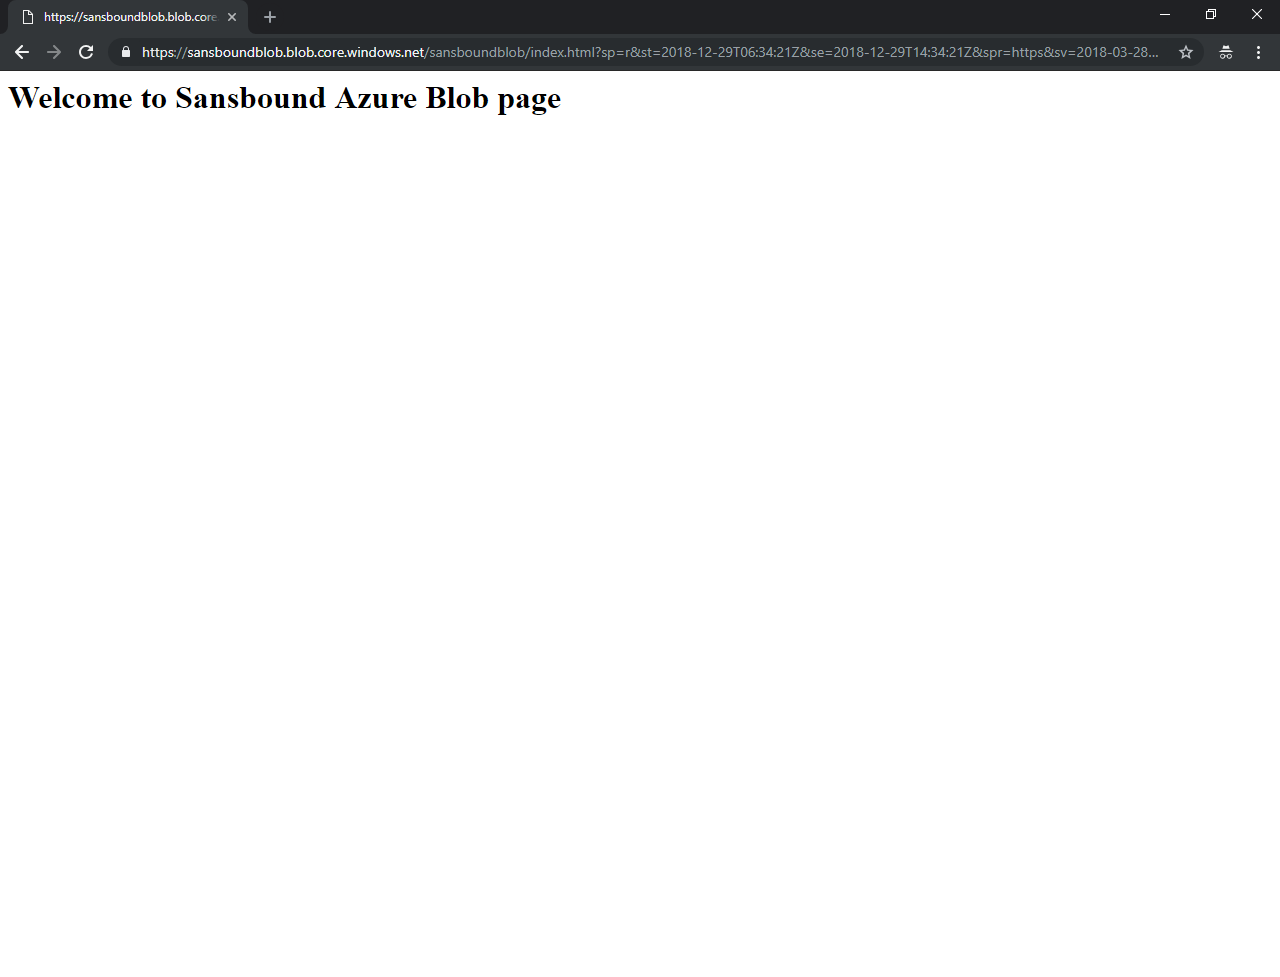 https://sansboundblob.blob.core
https://sansboundblob.blob.core.windows.net/sansboundblob/index.html?sp=r&st=2018-12-29T06:34:21Z&se=2018-12-29T14:34:21Z&spr=https&sv=2018-03-28...
Welcome to Sansbound Azure Blob page